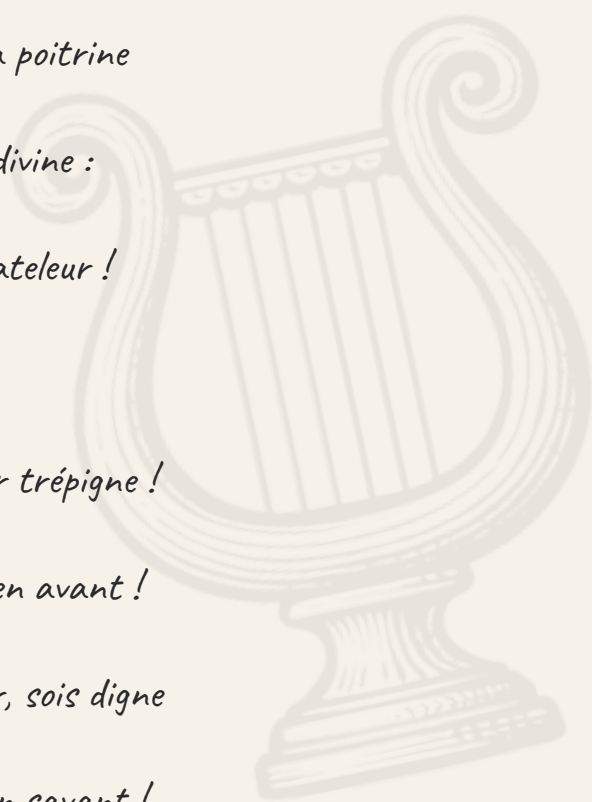 poitrine
divine :
ateleur !
trépigne !
en avant !
sois digne
savant !